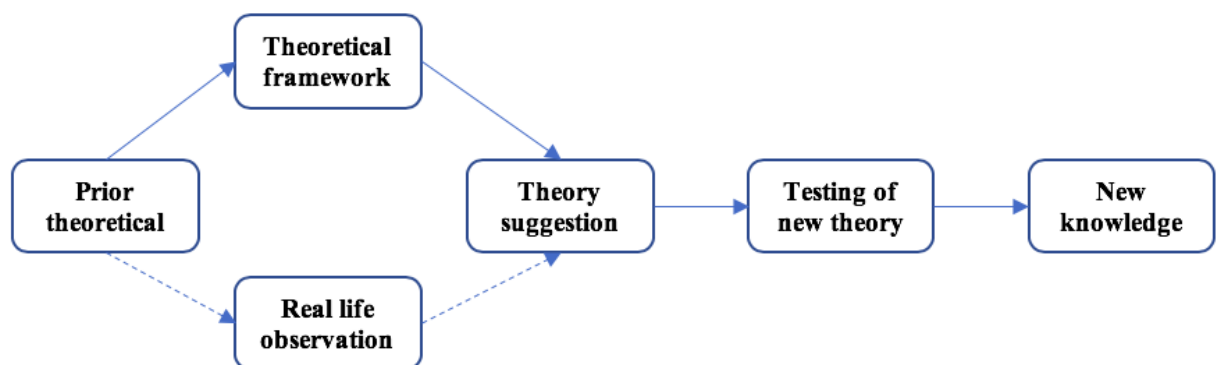 Theoretical
framework
Prior
theoretical
Theory
suggestion
Testing of
new theory
New
knowledge
Real life
observation